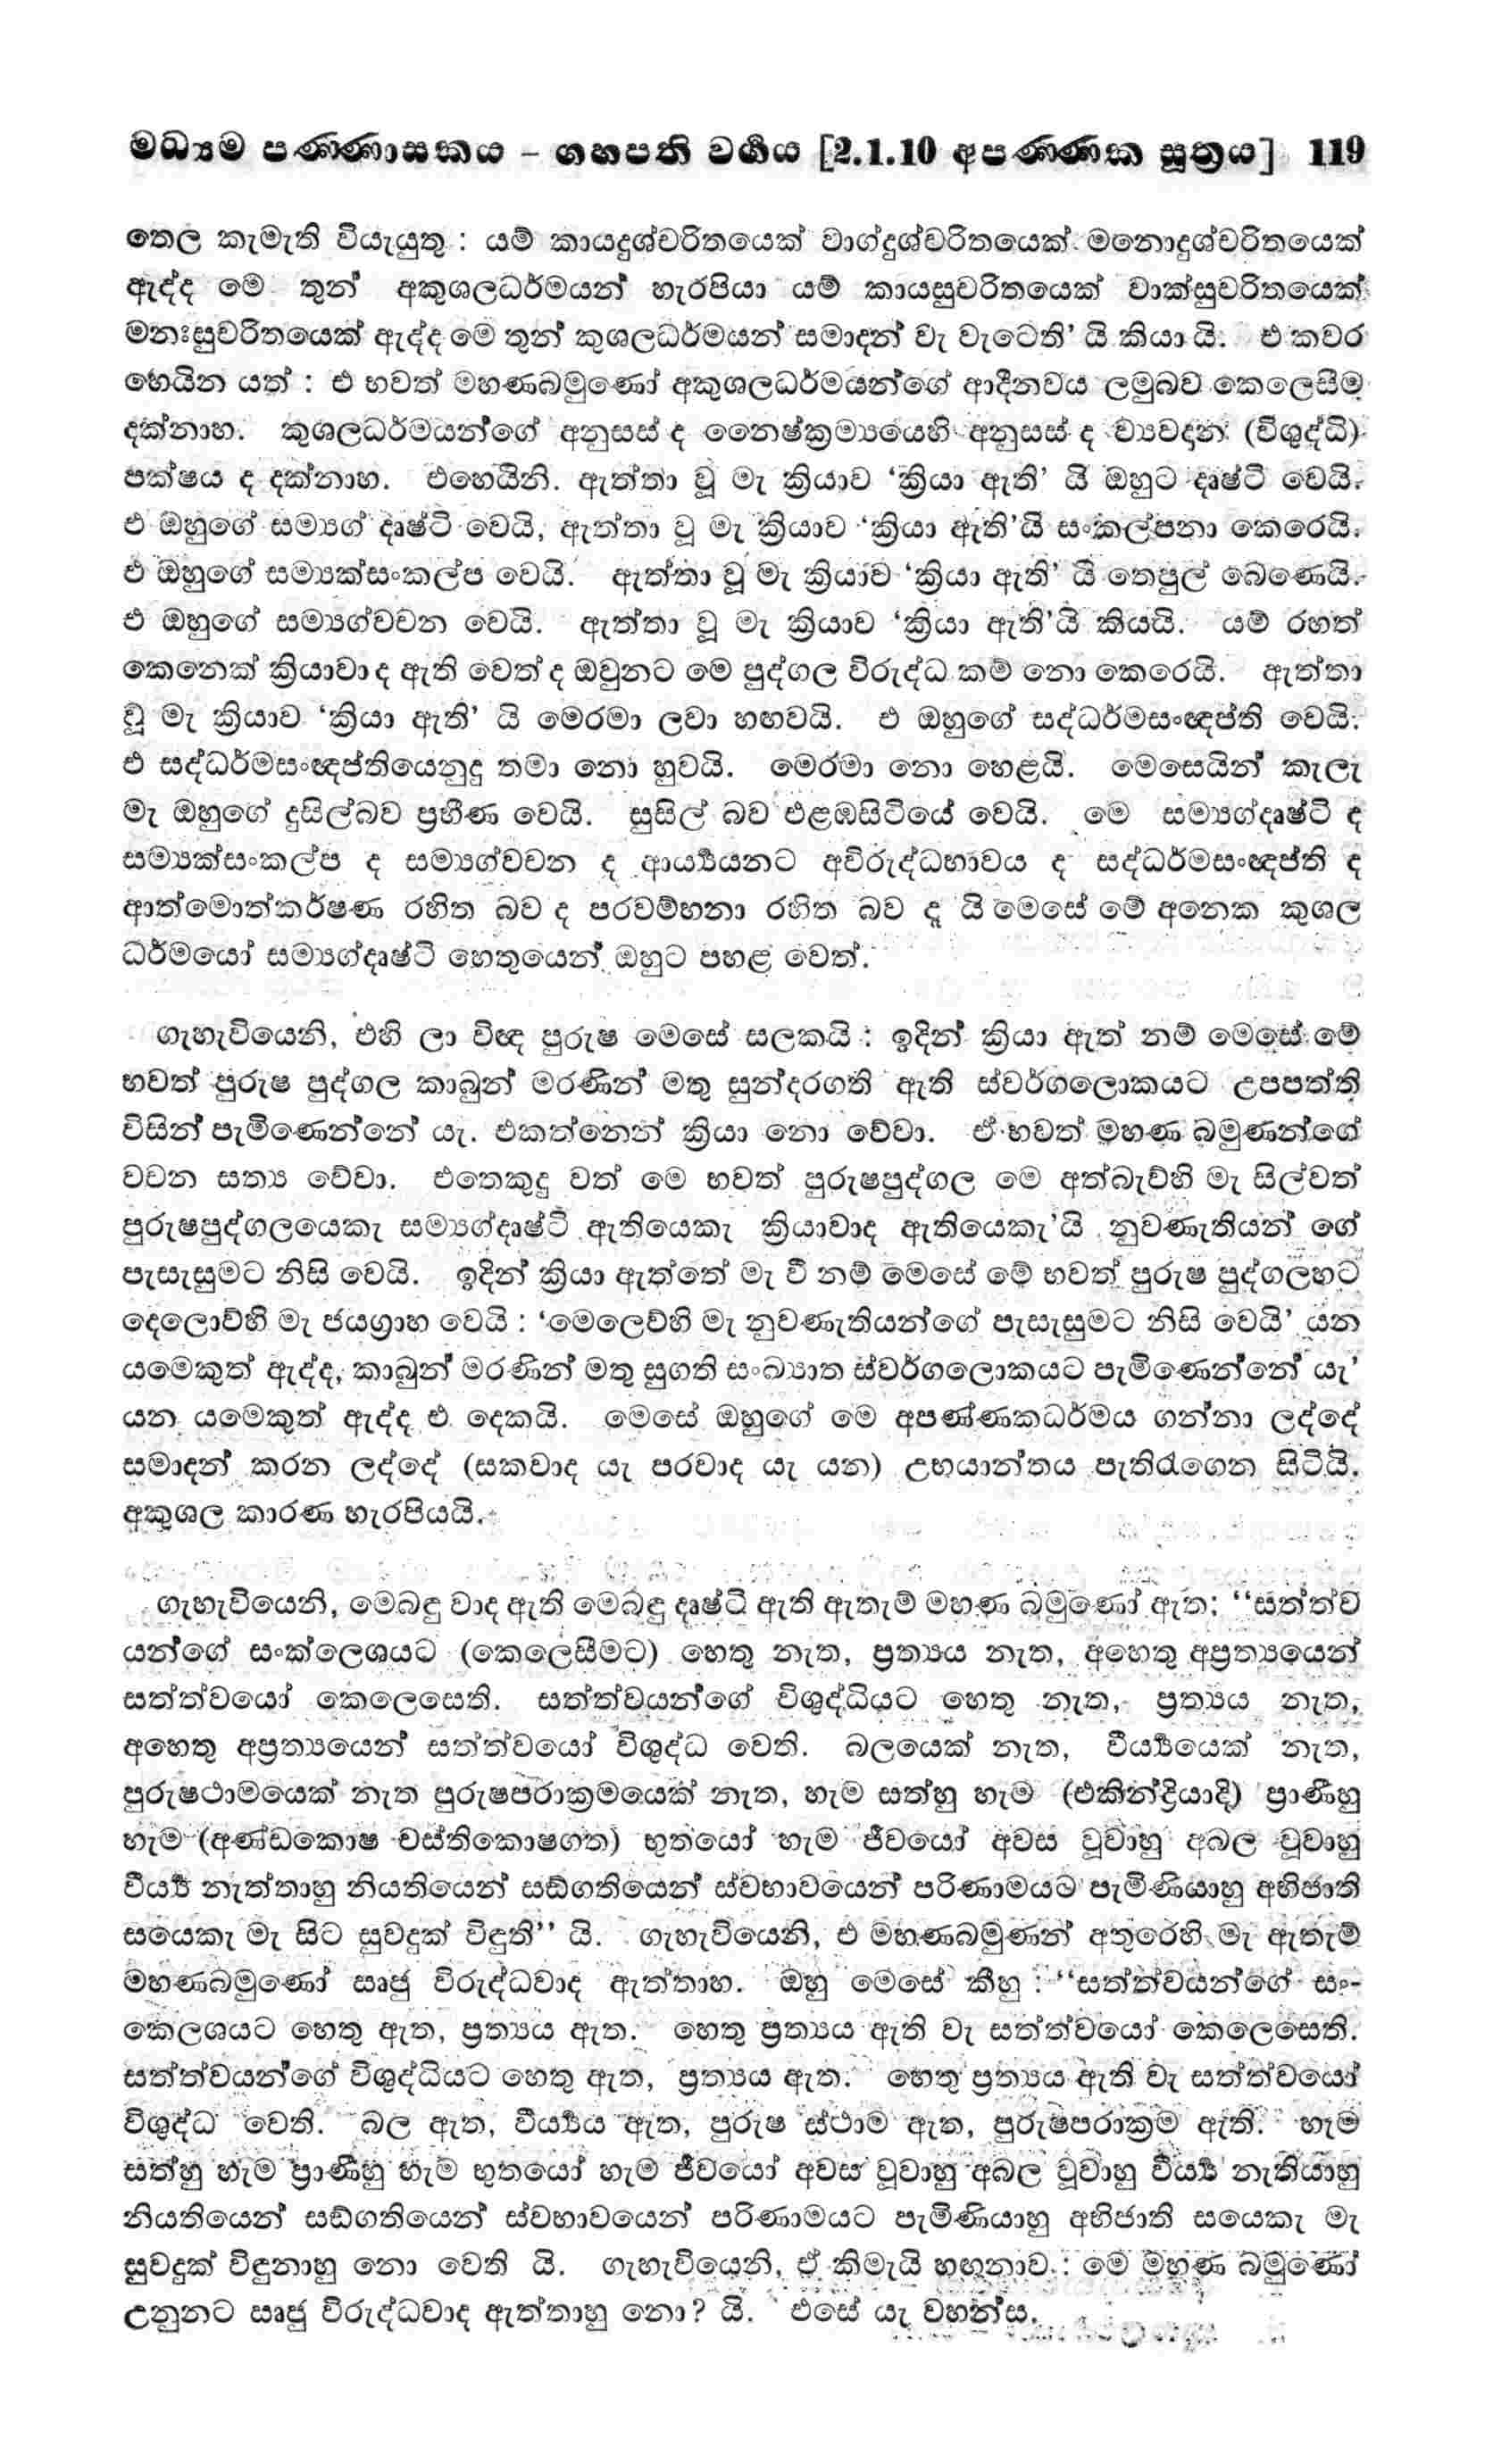 මධ්‍යම පණ්ණාසකය – ගහපති වර්ගය [2.1.10 අපණ්ණක සූත්‍රය] 119
තෙල කැමැති වියැයුතු : යම් කායදුශ්චරිතයෙක් වාග්දුශ්චරිතයෙක් මනොදුශ්චරිතයෙක්
ඇද්ද මෙ තුන් අකුශලධර්මයන් හැරපියා යම් කායසුචරිතයෙක් වාක්සුචරිතයෙක්
මනඃසුචරිතයෙක් ඇද්ද මෙ තුන් කුශලධර්මයන් සමාදන් වැ වැටෙති’ යි කියා යි. එ කවර
හෙයින යත් : එ භවත් මහණබමුණෝ අකුශලධර්මයන්ගේ ආදීනවය ලමුබව කෙලෙසීම
දක්නාහ. කුශලධර්මයන්ගේ අනුසස් ද නෛෂ්ක්‍රම්‍යයෙහි අනුසස් ද ව්‍යවදාන (විශුද්ධි)
පක්ෂය ද දක්නාහ. එහෙයිනි. ඇත්තා වූ මැ ක්‍රියාව ‘ක්‍රියා ඇති’ යි ඔහුට දෘෂ්ටි වෙයි.
එ ඔහුගේ සම්‍යග් දෘෂ්ටි වෙයි, ඇත්තා වූ මැ ක්‍රියාව ‘ක්‍රියා ඇති’යි සංකල්පනා කෙරෙයි.
එ ඔහුගේ සම්‍යක්සංකල්ප වෙයි. ඇත්තා වූ මැ ක්‍රියාව ‘ක්‍රියා ඇති’ යි තෙපුල් බෙණෙයි.
එ ඔහුගේ සම්‍යග්වචන වෙයි. ඇත්තා වූ මැ ක්‍රියාව ‘ක්‍රියා ඇති’යි කියයි. යම් රහත්
කෙනෙක් ක්‍රියාවාද ඇති වෙත් ද ඔවුනට මෙ පුද්ගල විරුද්ධ කම් නො කෙරෙයි. ඇත්තා
වූ මැ ක්‍රියාව ‘ක්‍රියා ඇති’ යි මෙරමා ලවා හඟවයි. එ ඔහුගේ සද්ධර්මසංඥප්ති වෙයි.
එ සද්ධර්මසංඥප්තියෙනුදු තමා නො හුවයි. මෙරමා නො හෙළයි. මෙසෙයින් කැලැ
මැ ඔහුගේ දුසිල්බව ප්‍රහීණ වෙයි. සුසිල් බව එළඹසිටියේ වෙයි. මෙ සම්‍යග්දෘෂ්ටි ද
සම්‍යක්සංකල්ප ද සම්‍යග්වචන ද ආර්‍ය්‍යයනට අවිරුද්ධභාවය ද සද්ධර්මසංඥප්ති ද
ආත්මොත්කර්ෂණ රහිත බව ද පරවම්භනා රහිත බව දැ යි මෙසේ මේ අනෙක කුශල
ධර්මයෝ සම්‍යග්දෘෂ්ටි හෙතුයෙන් ඔහුට පහළ වෙත්.
ගැහැවියෙනි, එහි ලා විඥ පුරුෂ මෙසේ සලකයි : ඉදින් ක්‍රියා ඇත් නම් මෙසේ මේ
භවත් පුරුෂ පුද්ගල කාබුන් මරණින් මතු සුන්දරගති ඇති ස්වර්ගලොකයට උපපත්ති
විසින් පැමිණෙන්නේ යැ. එකත්නෙන් ක්‍රියා නො වේවා. ඒ භවත් මහණ බමුණන්ගේ
වචන සත්‍ය වේවා. එතෙකුදු වත් මෙ භවත් පුරුෂපුද්ගල මෙ අත්බැව්හි මැ සිල්වත්
පුරුෂපුද්ගලයෙකැ සම්‍යග්දෘෂ්ටි ඇතියෙකැ ක්‍රියාවාද ඇතියෙකැ’යි නුවණැතියන් ගේ
පැසැසුමට නිසි වෙයි. ඉදින් ක්‍රියා ඇත්තේ මැ වී නම් මෙසේ මේ භවත් පුරුෂ පුද්ගලහට
දෙලොව්හි මැ ජයග්‍රාහ වෙයි : ‘මෙලෙව්හි මැ නුවණැතියන්ගේ පැසැසුමට නිසි වෙයි’ යන
යමෙකුත් ඇද්ද, කාබුන් මරණින් මතු සුගති සංඛ්‍යාත ස්වර්ගලොකයට පැමිණෙන්නේ යැ’
යන යමෙකුත් ඇද්ද එ දෙකයි. මෙසේ ඔහුගේ මෙ අපණ්ණකධර්මය ගන්නා ලද්දේ
සමාදන් කරන ලද්දේ (සකවාද යැ පරවාද යැ යන) උභයාන්තය පැතිරැගෙන සිටියි.
අකුශල කාරණ හැරපියයි.
ගැහැවියෙනි, මෙබඳු වාද ඇති මෙබඳු දෘෂ්ටි ඇති ඇතැම් මහණ බමුණෝ ඇත; “සත්ත්ව
යන්ගේ සංක්ලෙශයට (කෙලෙසීමට) හෙතු නැත, ප්‍රත්‍යය නැත, අහෙතු අප්‍රත්‍යයෙන්
සත්ත්වයෝ කෙලෙසෙති. සත්ත්වයන්ගේ විශුද්ධියට හෙතු නැත, ප්‍රත්‍යය නැත,
අහෙතු අප්‍රත්‍යයෙන් සත්ත්වයෝ විශුද්ධ වෙති. බලයෙක් නැත, වීර්‍ය්‍යයෙක් නැත,
පුරුෂථාමයෙක් නැත පුරුෂපරාක්‍රමයෙක් නැත, හැම සත්හු හැම (එකින්ද්‍රියාදි) ප්‍රාණීහු
හැම (අණ්ඩකොෂ වස්තිකොෂගත) භූතයෝ හැම ජීවයෝ අවස වූවාහු අබල වූවාහු
වීර්‍ය්‍ය නැත්තාහු නියතියෙන් සඞ්ගතියෙන් ස්වභාවයෙන් පරිණාමයට පැමිණියාහු අභිජාති
සයෙකැ මැ සිට සුවදුක් විඳුති” යි. ගැහැවියෙනි, එ මහණබමුණන් අතුරෙහි මැ ඇතැම්
මහණබමුණෝ ඍජු විරුද්ධවාද ඇත්තාහ. ඔහු මෙසේ කීහු : “සත්ත්වයන්ගේ සං-
කෙලශයට හෙතු ඇත, ප්‍රත්‍යය ඇත. හෙතු ප්‍රත්‍යය ඇති වැ සත්ත්වයෝ කෙලෙසෙති.
සත්ත්වයන්ගේ විශුද්ධියට හෙතු ඇත, ප්‍රත්‍යය ඇත. හෙතු ප්‍රත්‍යය ඇති වැ සත්ත්වයෝ
විශුද්ධ වෙති. බල ඇත, වීර්‍ය්‍යය ඇත, පුරුෂ ස්ථාම ඇත, පුරුෂපරාක්‍රම ඇති. හැම
සත්හු හැම ප්‍රාණීහු හැම භූතයෝ හැම ජීවයෝ අවස වූවාහු අබල වූවාහු වීර්‍ය්‍ය නැතියාහු
නියතියෙන් සඞ්ගතියෙන් ස්වභාවයෙන් පරිණාමයට පැමිණියාහු අභිජාති සයෙකැ මැ
සුවදුක් විඳුනාහු නො වෙති යි. ගැහැවියෙනි, ඒ කිමැයි හඟුනාව : මෙ මහණ බමුණෝ
උනුනට ඍජු විරුද්ධවාද ඇත්තාහු නො? යි. එසේ යැ වහන්ස.